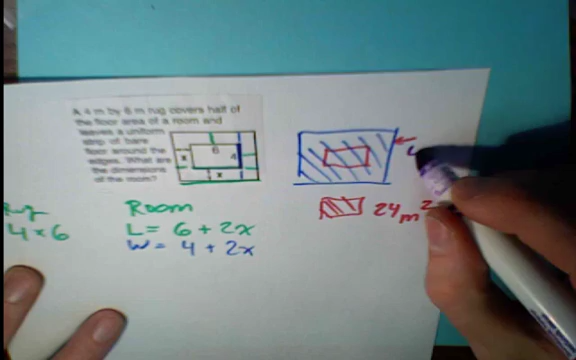 A 4 m by 6 m rug covers half of
the floor area of a room and
leaves a uniform
strip of bare
floor around the
edges. What are
the dimensions
of the room?
6
4
x
x
Rug
4 x 6
Room
L = 6 + 2x
W = 4 + 2x
24 m²